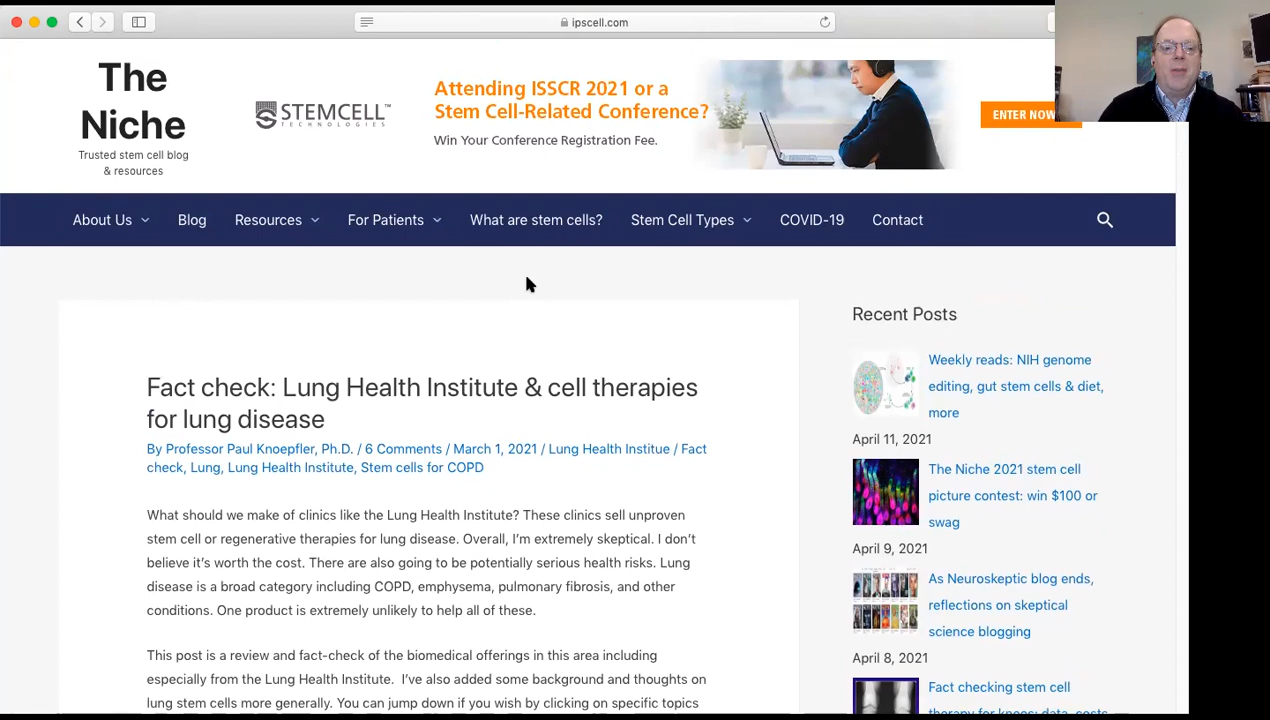 ipscell.com
The
Niche
Trusted stem cell blog
& resources
STEMCELL™
TECHNOLOGIES
Attending ISSCR 2021 or a
Stem Cell-Related Conference?
Win Your Conference Registration Fee.
ENTER NOW
About Us
Blog
Resources
For Patients
What are stem cells?
Stem Cell Types
COVID-19
Contact
Fact check: Lung Health Institute & cell therapies
for lung disease
By Professor Paul Knoepfler, Ph.D. / 6 Comments / March 1, 2021 / Lung Health Institue / Fact
check, Lung, Lung Health Institute, Stem cells for COPD
What should we make of clinics like the Lung Health Institute? These clinics sell unproven
stem cell or regenerative therapies for lung disease. Overall, I'm extremely skeptical. I don't
believe it's worth the cost. There are also going to be potentially serious health risks. Lung
disease is a broad category including COPD, emphysema, pulmonary fibrosis, and other
conditions. One product is extremely unlikely to help all of these.
This post is a review and fact-check of the biomedical offerings in this area including
especially from the Lung Health Institute.  I've also added some background and thoughts on
lung stem cells more generally. You can jump down if you wish by clicking on specific topics
Recent Posts
Weekly reads: NIH genome
editing, gut stem cells & diet,
more
April 11, 2021
The Niche 2021 stem cell
picture contest: win $100 or
swag
April 9, 2021
As Neuroskeptic blog ends,
reflections on skeptical
science blogging
April 8, 2021
Fact checking stem cell
therapy for knees: data, costs